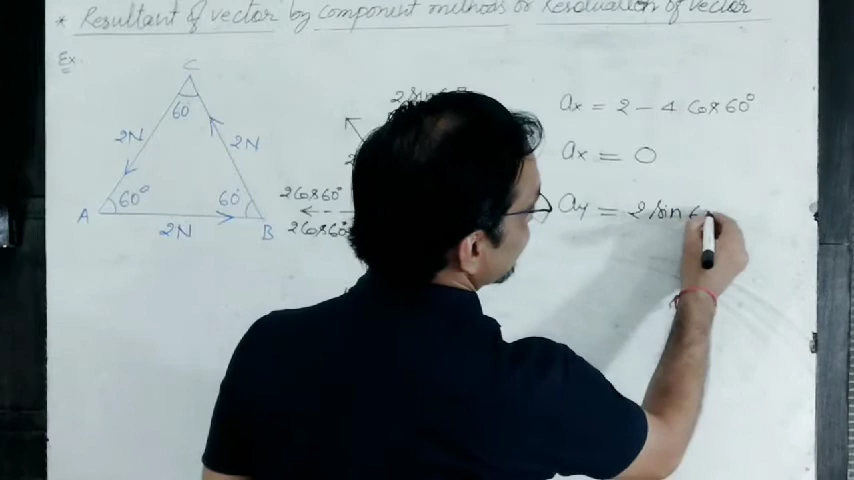 * Resultant of vector by component methods or Resoluation of vector
Ex
C
60°
2N
2N
60°
60°
A
2N
B
2 sin 6
2 Cos 60°
2 Cos 60°
ax = 2 - 4 Cos 60°
ax = 0
ay = 2 sin 6